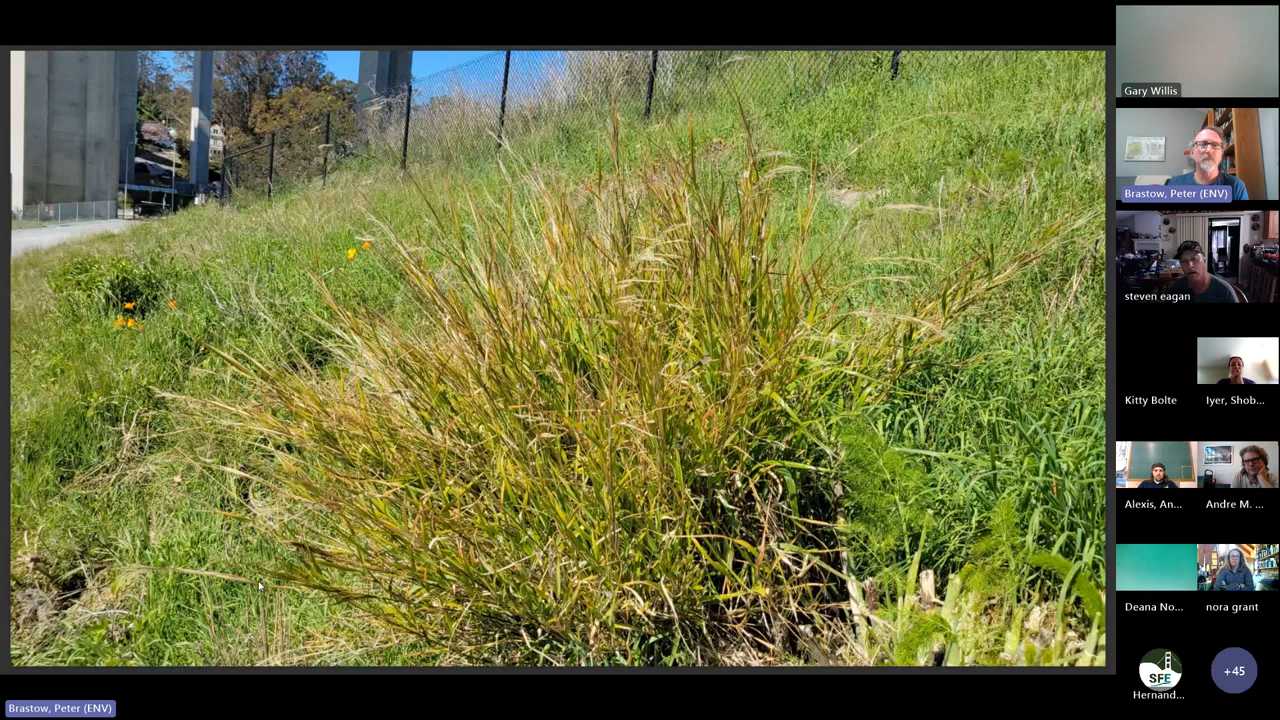 Gary Willis
Brastow, Peter (ENV)
steven eagan
Kitty Bolte
Iyer, Shob...
Alexis, An...
Andre M. ...
Deana No...
nora grant
SFE
Hernand...
+45
Brastow, Peter (ENV)